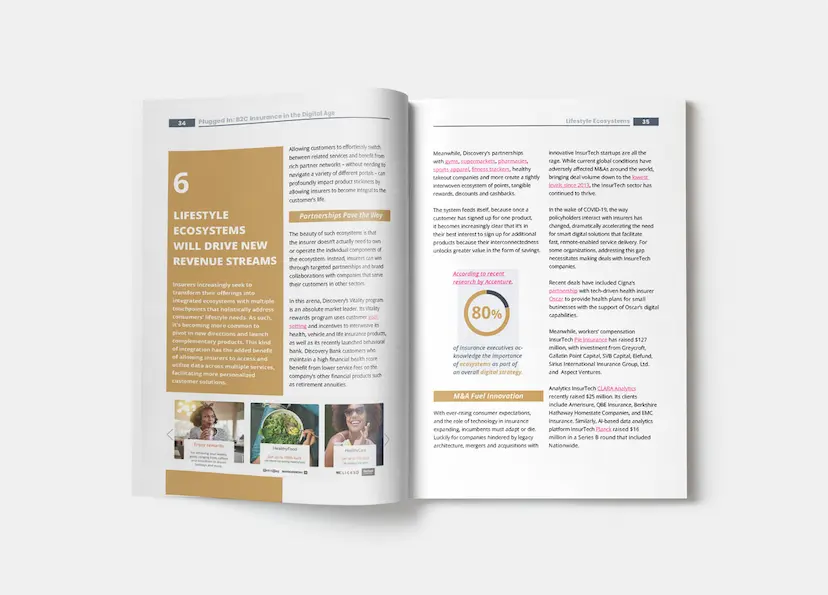 34
Plugged In: B2C Insurance in the Digital Age
6
LIFESTYLE
ECOSYSTEMS
WILL DRIVE NEW
REVENUE STREAMS
Insurers increasingly seek to
transform their offerings into
integrated ecosystems with multiple
touchpoints that holistically address
consumers' lifestyle needs. As such,
it's becoming more common to
pivot in new directions and launch
complementary products. This kind
of integration has the added benefit
of allowing insurers to access and
utilize data across multiple services,
facilitating more personalized
customer solutions.
Allowing customers to effortlessly switch
between related services and benefit from
rich partner networks – without needing to
navigate a variety of different portals – can
profoundly impact product stickiness by
allowing insurers to become integral to the
customer's life.
Partnerships Pave the Way
The beauty of such ecosystems is that
the insurer doesn't actually need to own
or operate the individual components of
the ecosystem. Instead, insurers can win
through targeted partnerships and brand
collaborations with companies that serve
their customers in other sectors.
In this arena, Discovery's Vitality program
is an absolute market leader. Its Vitality
rewards program uses customer goal-
setting and incentives to intertwine its
health, vehicle and life insurance products,
as well as its recently launched behavioral
bank. Discovery Bank customers who
maintain a high financial health score
benefit from lower service fees on the
company's other financial products such
as retirement annuities.
Enjoy rewards
HealthyFood
HealthyCare
Lifestyle Ecosystems
35
Meanwhile, Discovery's partnerships
with gyms, supermarkets, pharmacies,
sports apparel, fitness trackers, healthy
takeout companies and more create a tightly
interwoven ecosystem of points, tangible
rewards, discounts and cashbacks.
The system feeds itself, because once a
customer has signed up for one product,
it becomes increasingly clear that it's in
their best interest to sign up for additional
products because their interconnectedness
unlocks greater value in the form of savings.
According to recent
research by Accenture,
80%
of insurance executives ac-
knowledge the importance
of ecosystems as part of
an overall digital strategy.
M&A Fuel Innovation
With ever-rising consumer expectations,
and the role of technology in insurance
expanding, incumbents must adapt or die.
Luckily for companies hindered by legacy
architecture, mergers and acquisitions with
innovative InsurTech startups are all the
rage. While current global conditions have
adversely affected M&As around the world,
bringing deal volume down to the lowest
levels since 2013, the InsurTech sector has
continued to thrive.
In the wake of COVID-19, the way
policyholders interact with insurers has
changed, dramatically accelerating the need
for smart digital solutions that facilitate
fast, remote-enabled service delivery. For
some organizations, addressing this gap
necessitates making deals with InsureTech
companies.
Recent deals have included Cigna's
partnership with tech-driven health insurer
Oscar to provide health plans for small
businesses with the support of Oscar's digital
capabilities.
Meanwhile, workers' compensation
InsurTech Pie Insurance has raised $127
million, with investment from Greycroft,
Gallatin Point Capital, SVB Capital, Elefund,
Sirius International Insurance Group, Ltd.
and Aspect Ventures.
Analytics InsurTech CLARA Analytics
recently raised $25 million. Its clients
include Amerisure, QBE Insurance, Berkshire
Hathaway Homestate Companies, and EMC
Insurance. Similarly, AI-based data analytics
platform InsurTech Planck raised $16
million in a Series B round that included
Nationwide.